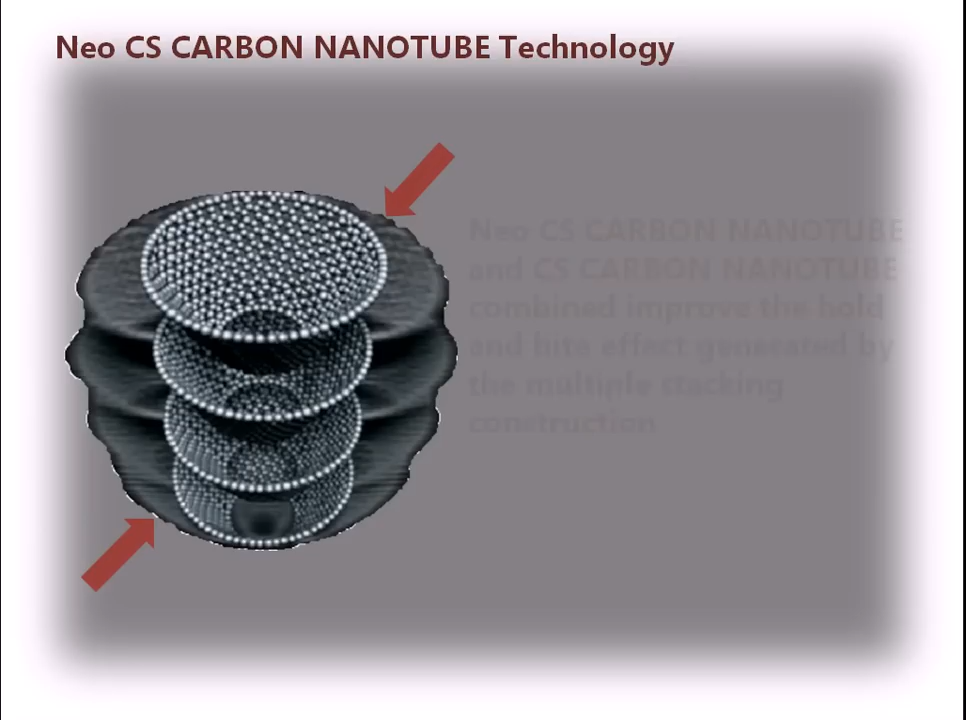 Neo CS CARBON NANOTUBE Technology
Neo CS CARBON NANOTUBE
and CS CARBON NANOTUBE
combined improve the hold
and bite effect generated by
the multiple stacking
construction